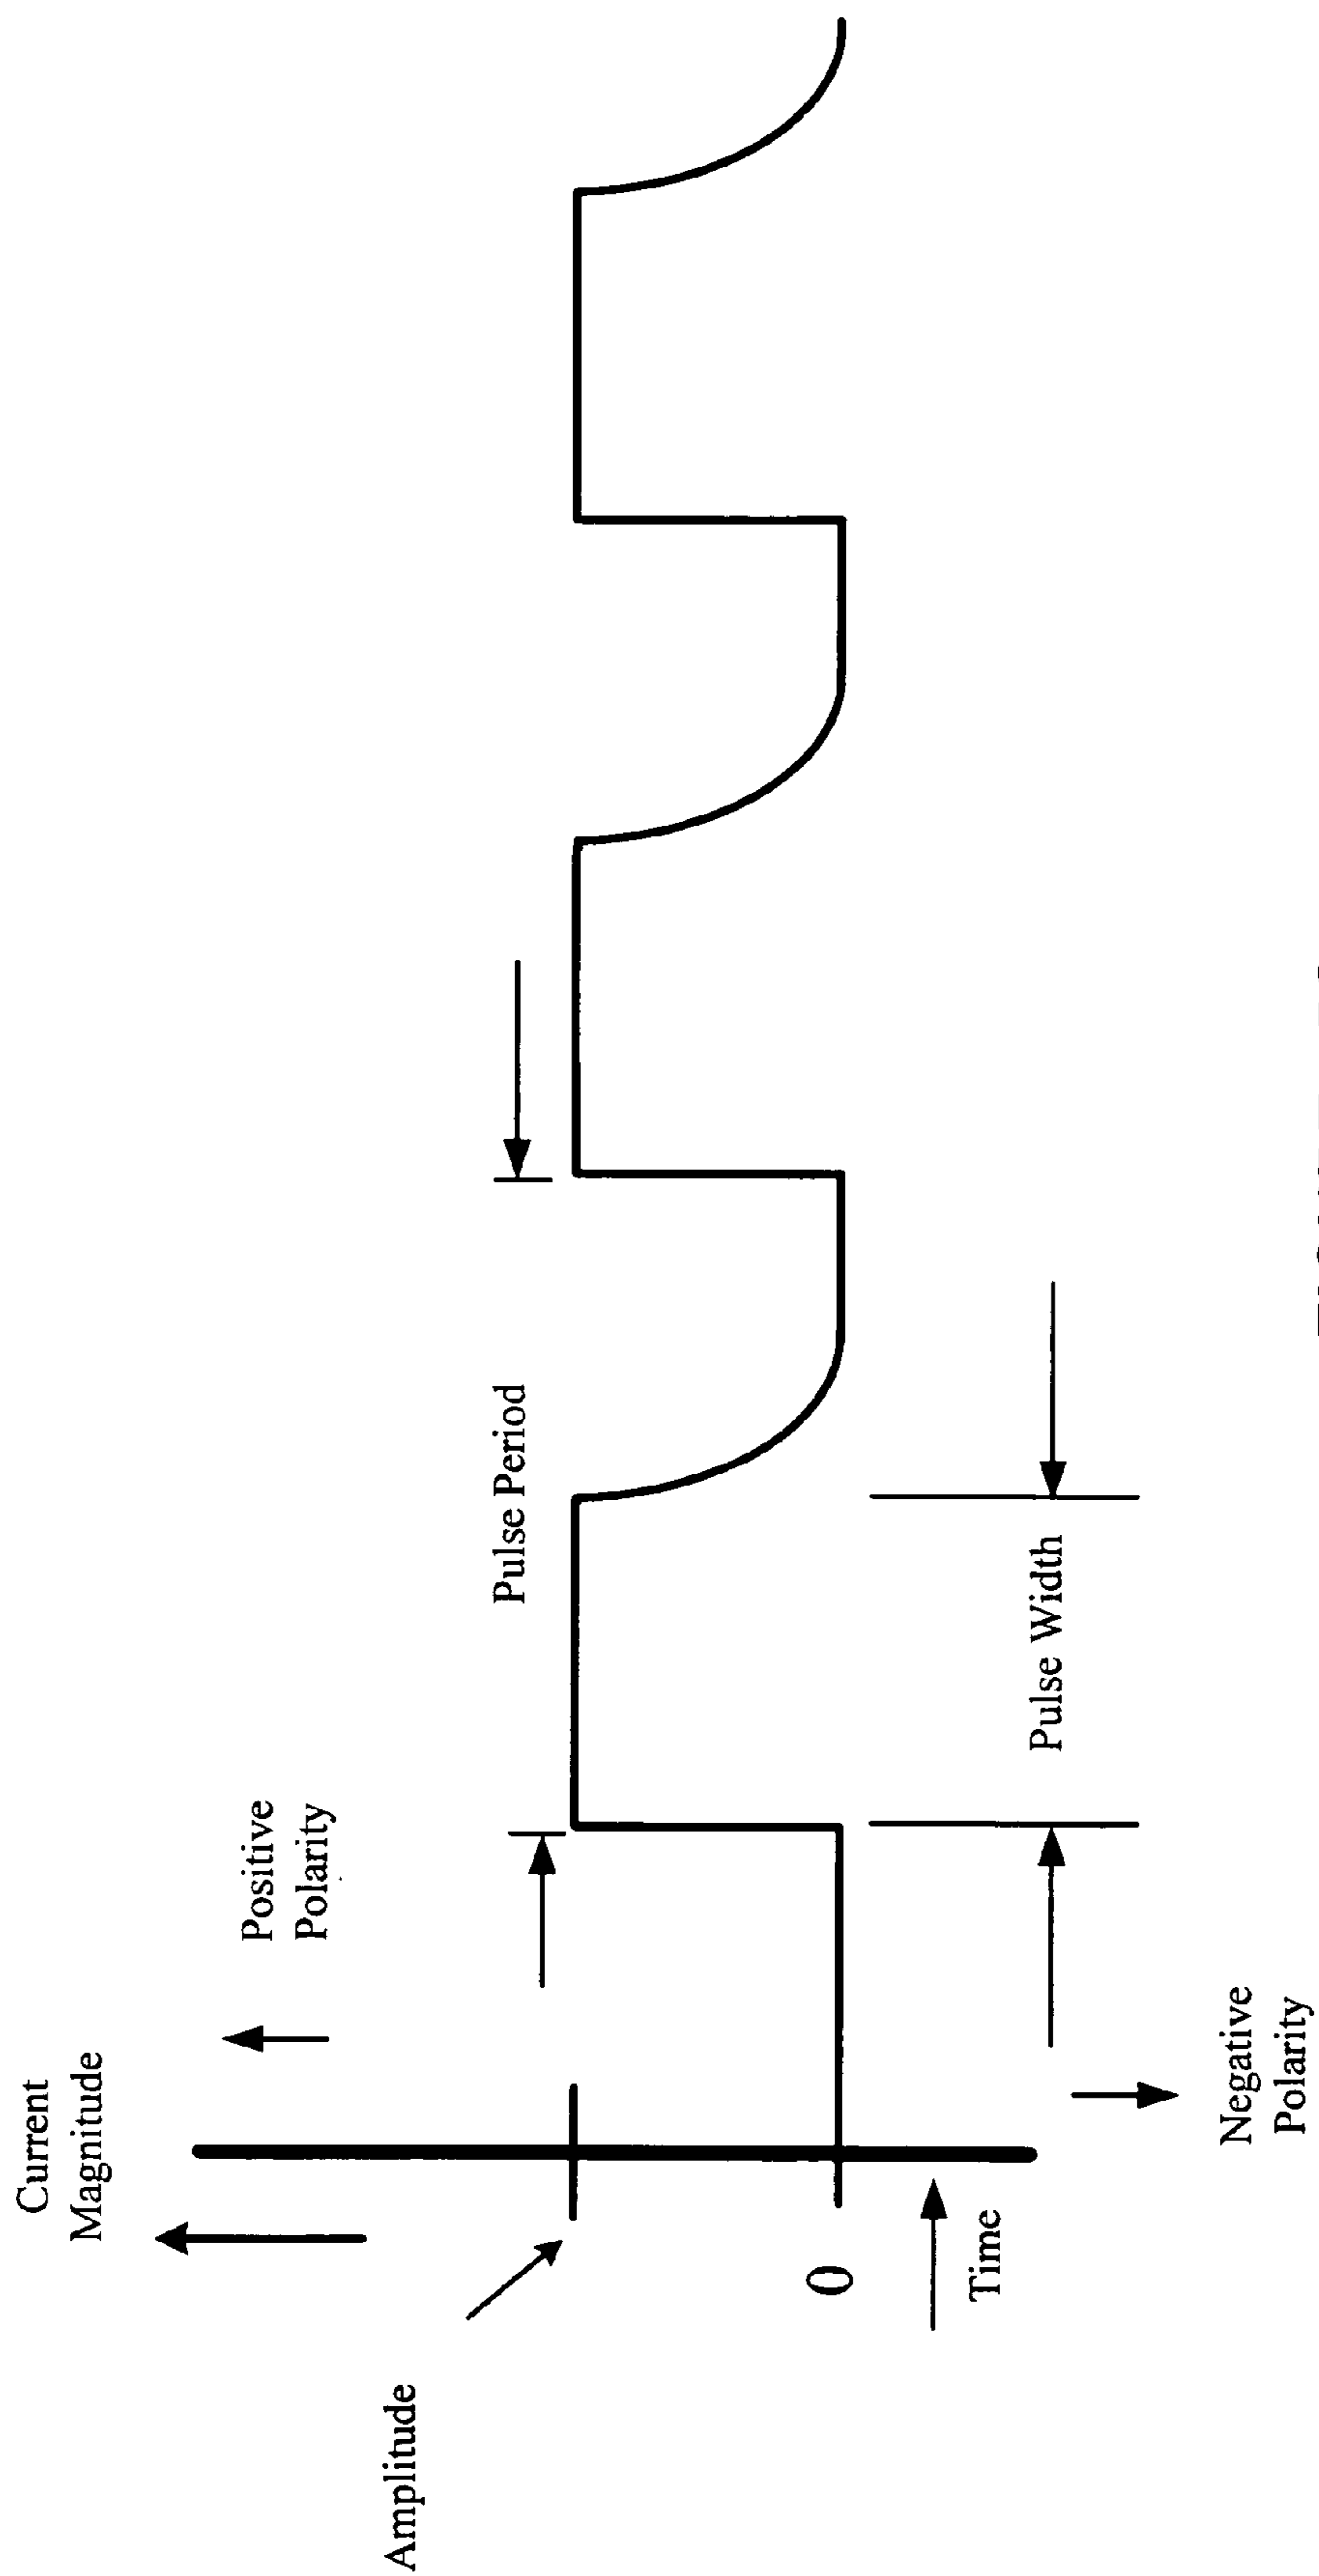 Current
Magnitude
Positive
Polarity
Amplitude
Pulse Period
0
Time
Pulse Width
Negative
Polarity